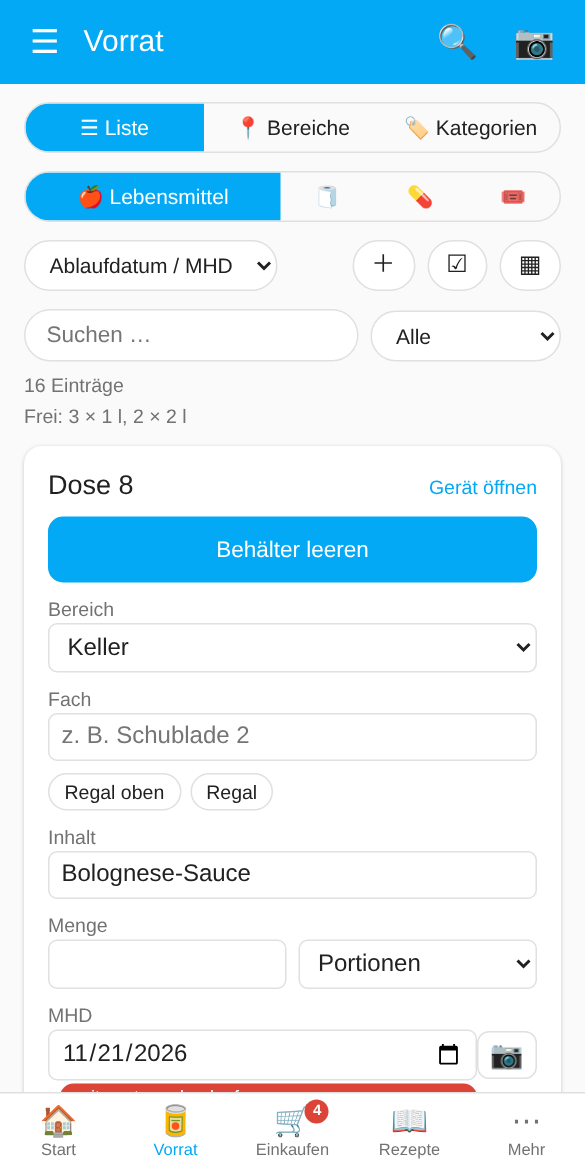 Vorrat
Liste
Bereiche
Kategorien
Lebensmittel
Ablaufdatum / MHD
Suchen …
Alle
16 Einträge
Frei: 3 × 1 l, 2 × 2 l
Dose 8
Gerät öffnen
Behälter leeren
Bereich
Keller
Fach
z. B. Schublade 2
Regal oben
Regal
Inhalt
Bolognese-Sauce
Menge
Portionen
MHD
11/21/2026
4
Start
Vorrat
Einkaufen
Rezepte
Mehr